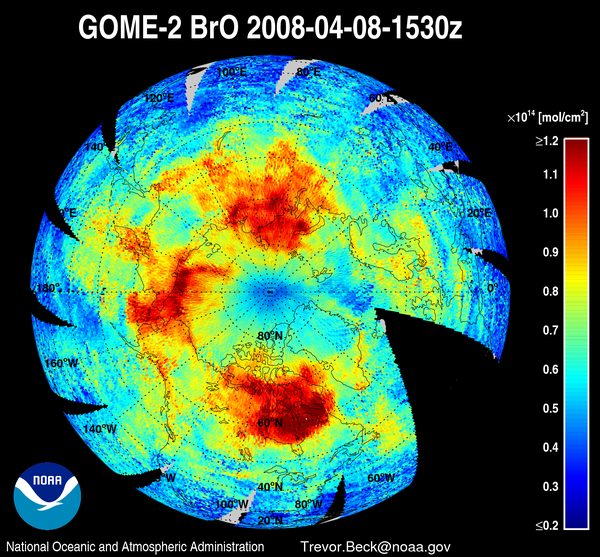 GOME-2 BrO 2008-04-08-1530z
×10¹⁴ [mol/cm²]
≥1.2
1.1
1.0
0.9
0.8
0.7
0.6
0.5
0.4
0.3
≤0.2
100°E
80°E
120°E
60°E
140°
40°E
°E
20°E
180°
0°
80°N
160°W
60°N
140°W
°W
60°W
40°N
100°W
80°W
20°N
NOAA
National Oceanic and Atmospheric Administration
Trevor.Beck@noaa.gov